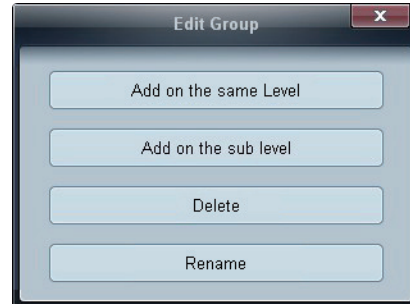 Edit Group
x
Add on the same Level
Add on the sub level
Delete
Rename